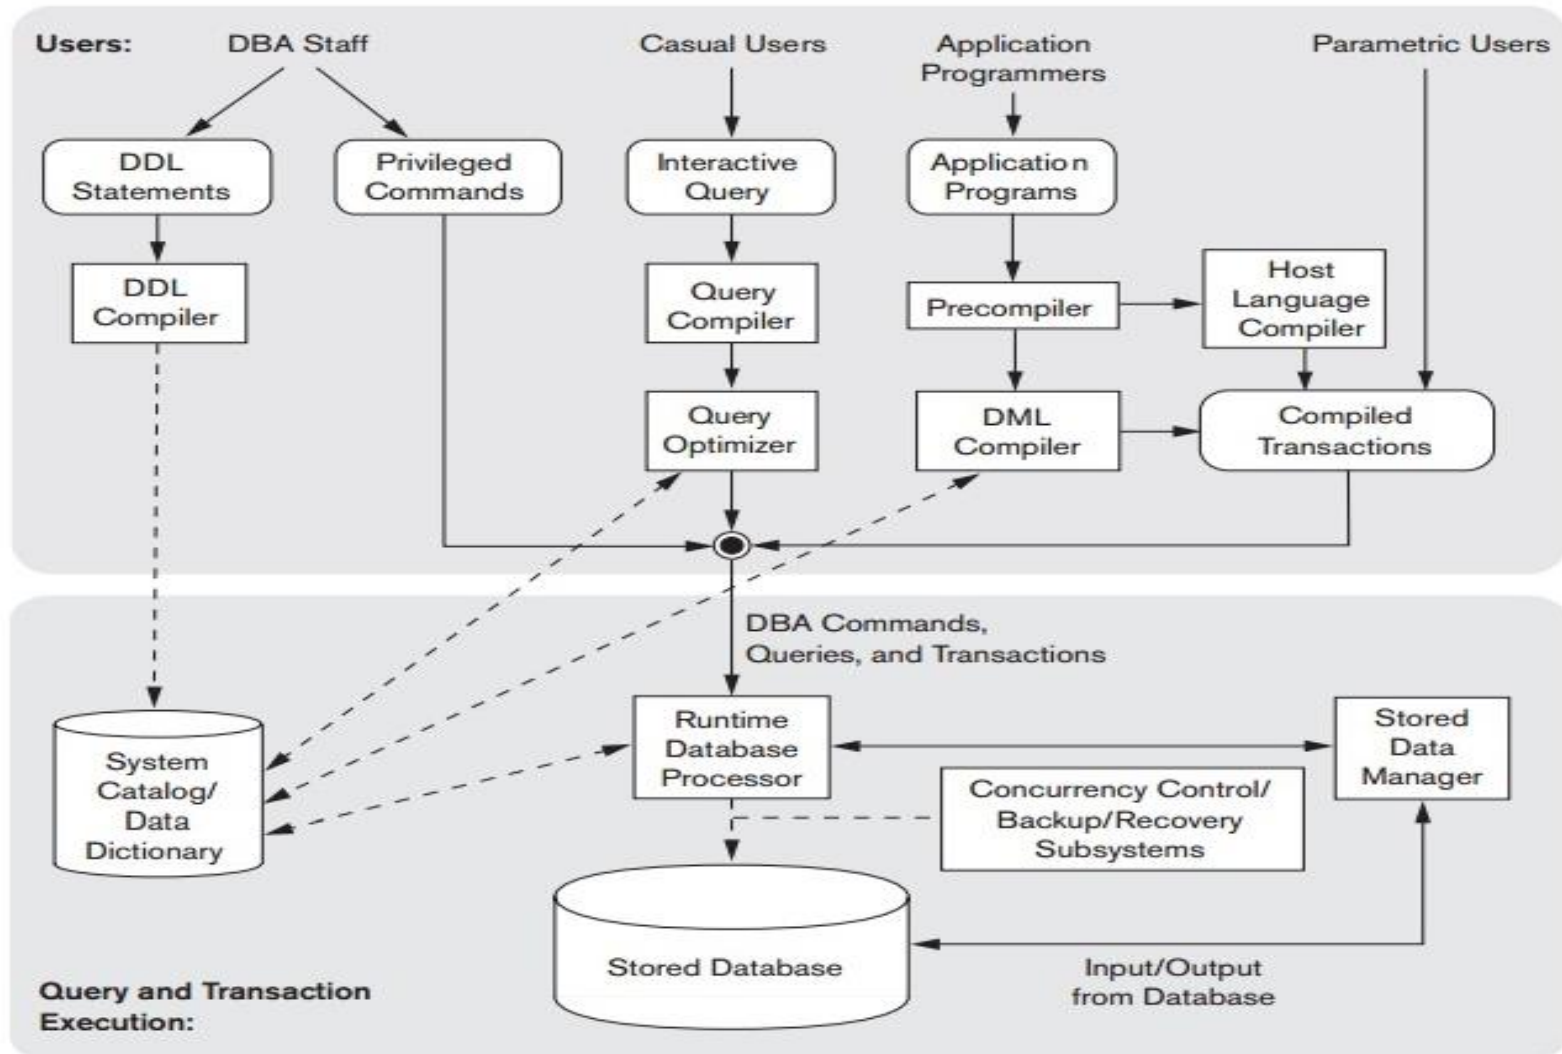 Users:
DBA Staff
Casual Users
Application
Programmers
Parametric Users
DDL
Statements
Privileged
Commands
Interactive
Query
Application
Programs
DDL
Compiler
Query
Compiler
Precompiler
Host
Language
Compiler
Query
Optimizer
DML
Compiler
Compiled
Transactions
DBA Commands,
Queries, and Transactions
System
Catalog/
Data
Dictionary
Runtime
Database
Processor
Stored
Data
Manager
Concurrency Control/
Backup/Recovery
Subsystems
Stored Database
Input/Output
from Database
Query and Transaction
Execution: